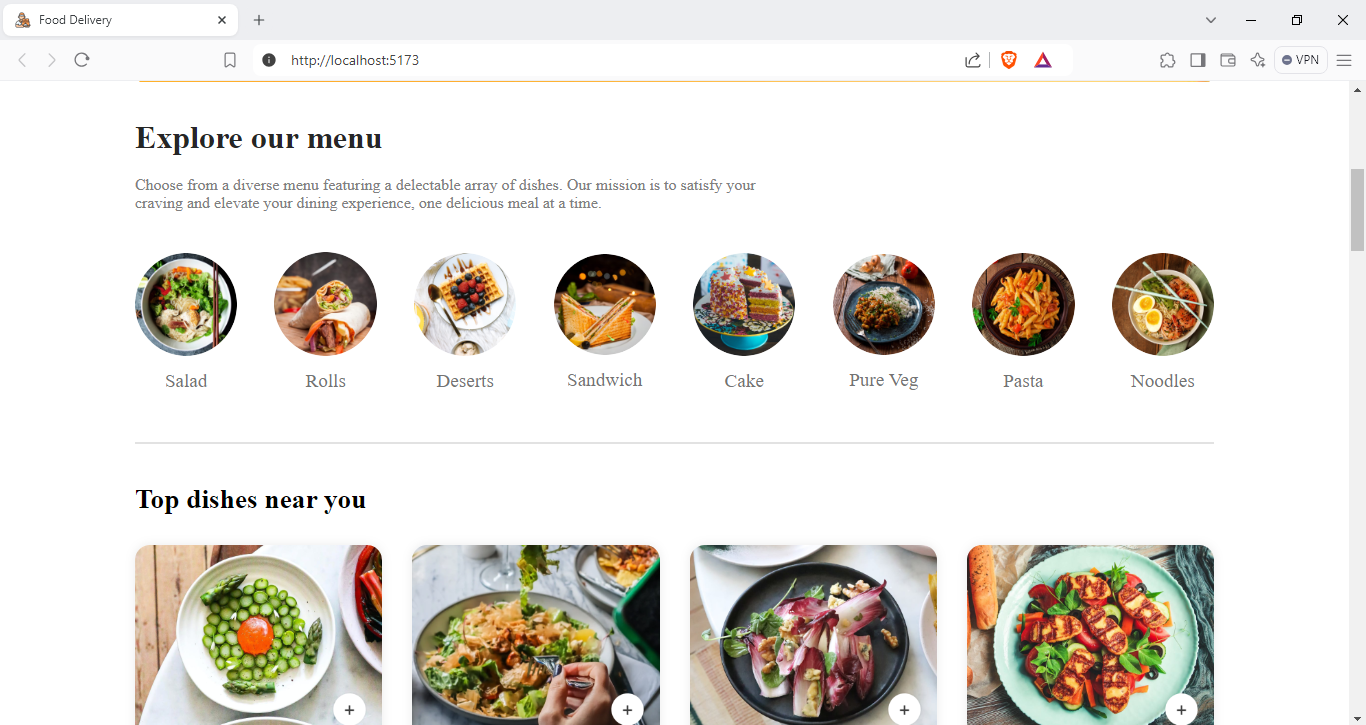 Food Delivery
http://localhost:5173
VPN
Explore our menu
Choose from a diverse menu featuring a delectable array of dishes. Our mission is to satisfy your
craving and elevate your dining experience, one delicious meal at a time.
Salad Rolls Deserts Sandwich Cake Pure Veg Pasta Noodles
Top dishes near you